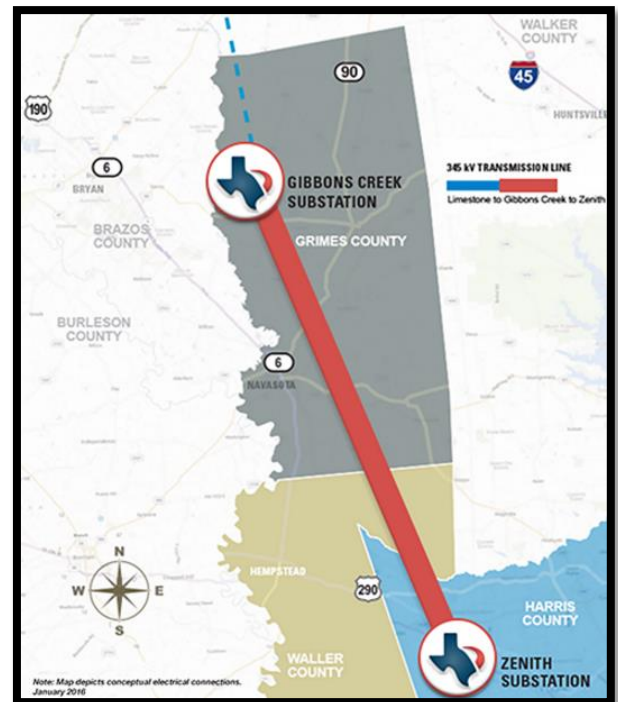 WALKER
COUNTY
90
45
190
HUNTSVILLE
6
BRYAN
345 kV TRANSMISSION LINE
Limestone to Gibbons Creek to Zenith
GIBBONS CREEK
SUBSTATION
BRAZOS
COUNTY
GRIMES COUNTY
BURLESON
COUNTY
6
NAVASOTA
N
W E
S
HEMPSTEAD
290
HARRIS
COUNTY
WALLER
COUNTY
ZENITH
SUBSTATION
Note: Map depicts conceptual electrical connections.
January 2016